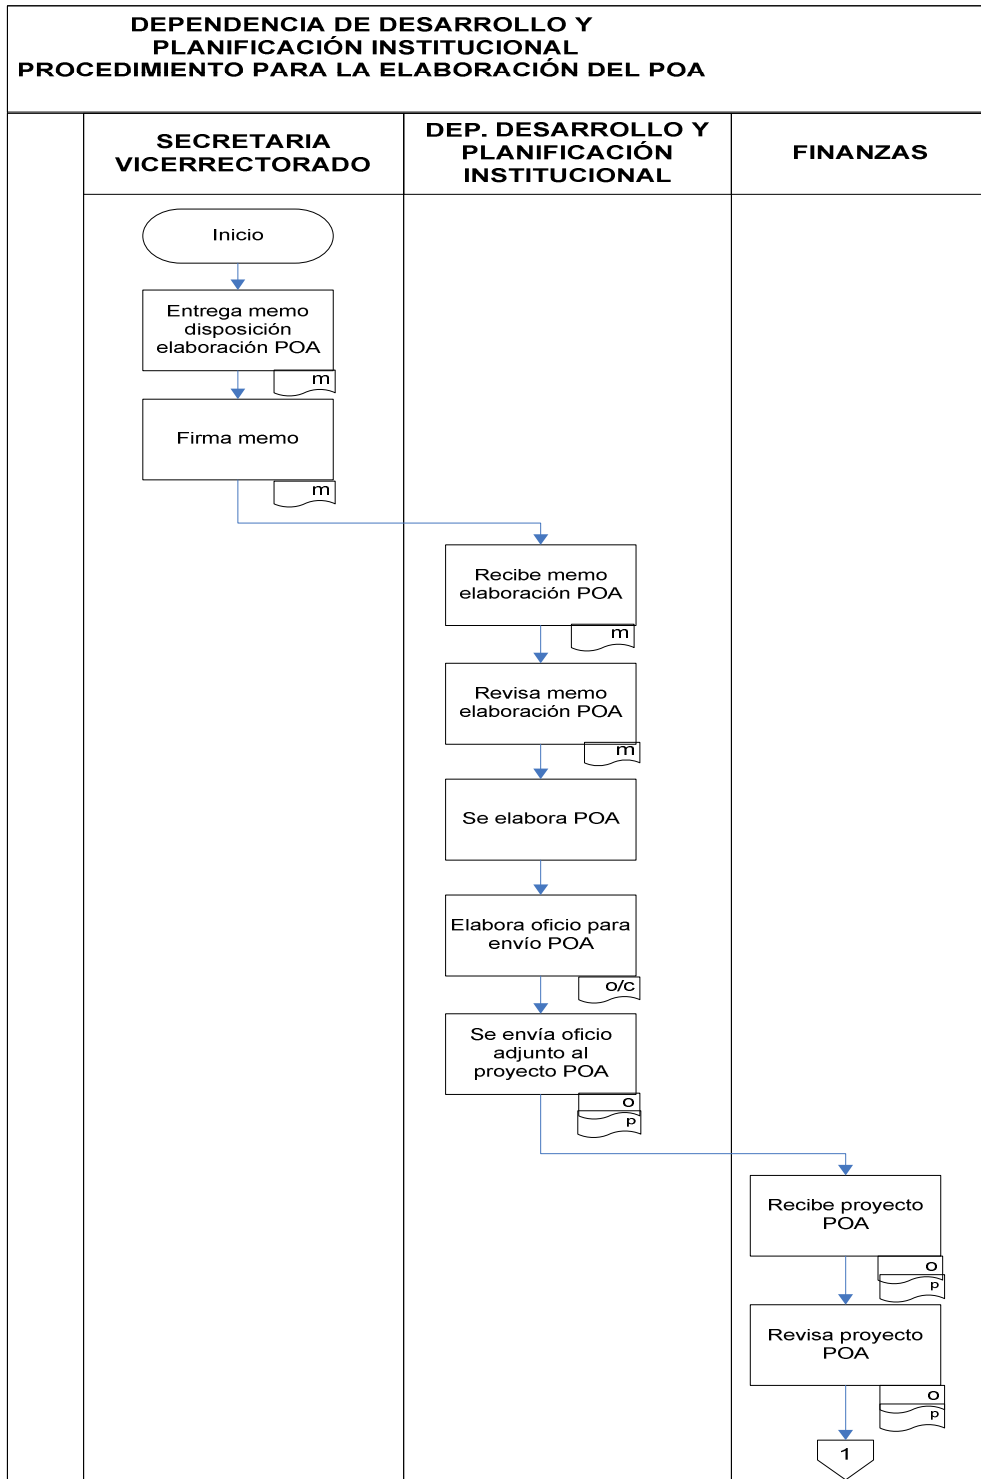 DEPENDENCIA DE DESARROLLO Y
PLANIFICACIÓN INSTITUCIONAL
PROCEDIMIENTO PARA LA ELABORACIÓN DEL POA
SECRETARIA
VICERRECTORADO
DEP. DESARROLLO Y
PLANIFICACIÓN
INSTITUCIONAL
FINANZAS
Inicio
Entrega memo
disposición
elaboración POA
m
Firma memo
m
Recibe memo
elaboración POA
m
Revisa memo
elaboración POA
m
Se elabora POA
Elabora oficio para
envío POA
o/c
Se envía oficio
adjunto al
proyecto POA
o
p
Recibe proyecto
POA
o
p
Revisa proyecto
POA
o
p
1